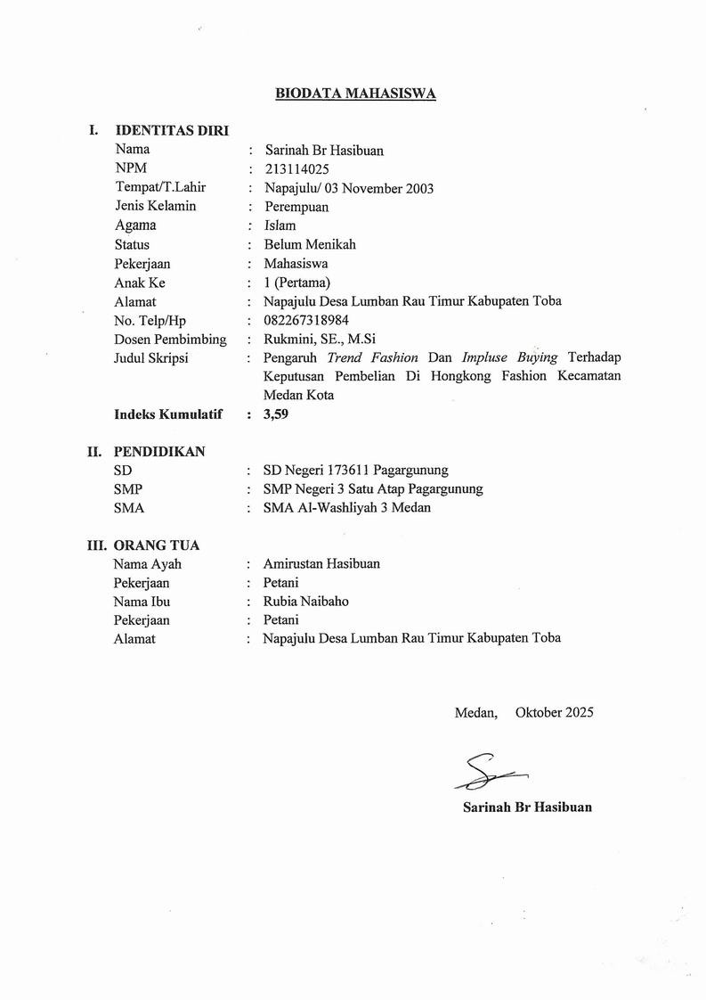 BIODATA MAHASISWA
I. IDENTITAS DIRI
Nama : Sarinah Br Hasibuan
NPM : 213114025
Tempat/T.Lahir : Napajulu/ 03 November 2003
Jenis Kelamin : Perempuan
Agama : Islam
Status : Belum Menikah
Pekerjaan : Mahasiswa
Anak Ke : 1 (Pertama)
Alamat : Napajulu Desa Lumban Rau Timur Kabupaten Toba
No. Telp/Hp : 082267318984
Dosen Pembimbing : Rukmini, SE., M.Si
Judul Skripsi : Pengaruh Trend Fashion Dan Impluse Buying Terhadap
Keputusan Pembelian Di Hongkong Fashion Kecamatan
Medan Kota
Indeks Kumulatif : 3,59
II. PENDIDIKAN
SD : SD Negeri 173611 Pagargunung
SMP : SMP Negeri 3 Satu Atap Pagargunung
SMA : SMA Al-Washliyah 3 Medan
III. ORANG TUA
Nama Ayah : Amirustan Hasibuan
Pekerjaan : Petani
Nama Ibu : Rubia Naibaho
Pekerjaan : Petani
Alamat : Napajulu Desa Lumban Rau Timur Kabupaten Toba
Medan, Oktober 2025
Sarinah Br Hasibuan